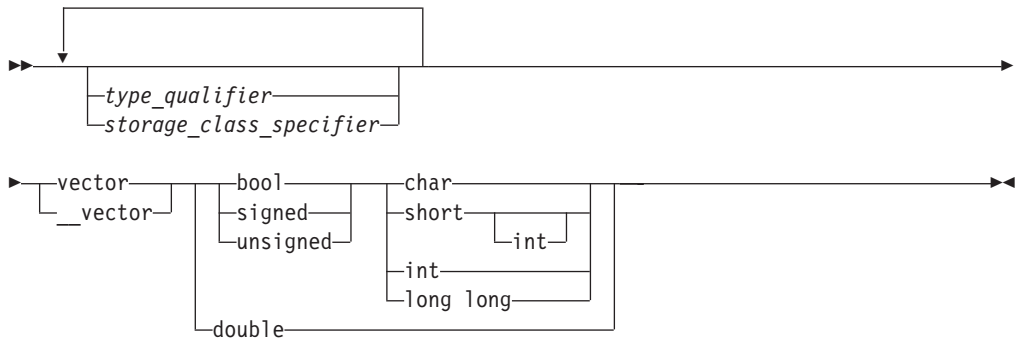 type_qualifier
storage_class_specifier
vector bool char
__vector signed short
unsigned int
int
long long
double